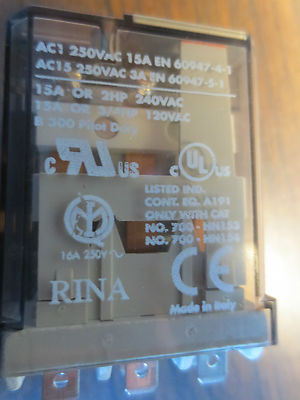 AC1 250VAC 15A EN 60947-4-1
AC15 250VAC 3A EN 60947-5-1
15A OR 2HP 240VAC
15A OR 3/4HP 120VAC
B 300 Pilot Duty
C RU US
C UL US
LISTED IND.
CONT. EQ. A191
ONLY WITH CAT
NO. 700 - HN153
NO. 700 - HN154
16A 250V ~
RINA
CE
Made in Italy